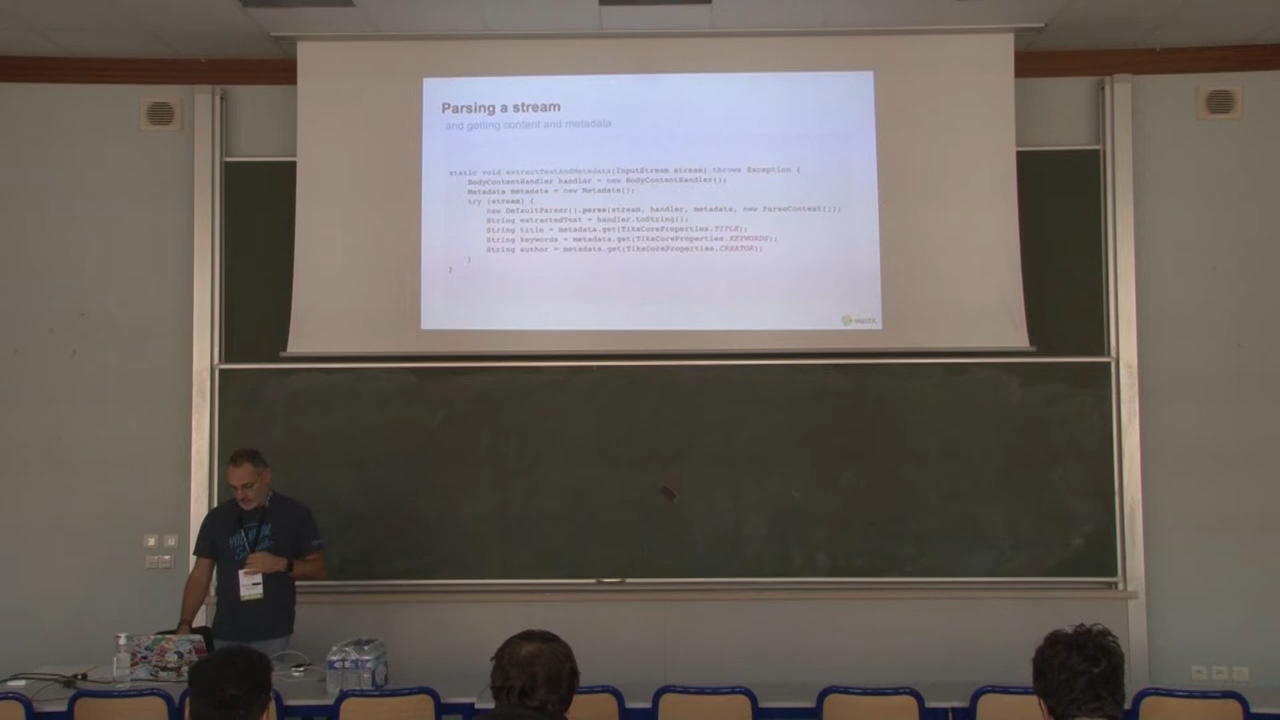 Parsing a stream
and getting content and metadata
static void extractTextAndMetadata(InputStream stream) throws Exception {
BodyContentHandler handler = new BodyContentHandler();
Metadata metadata = new Metadata();
try (stream) {
new DefaultParser().parse(stream, handler, metadata, new ParseContext());
String extractedText = handler.toString();
String title = metadata.get(TikaCoreProperties.TITLE);
String keywords = metadata.get(TikaCoreProperties.KEYWORDS);
String author = metadata.get(TikaCoreProperties.CREATOR);
}
}
elastic